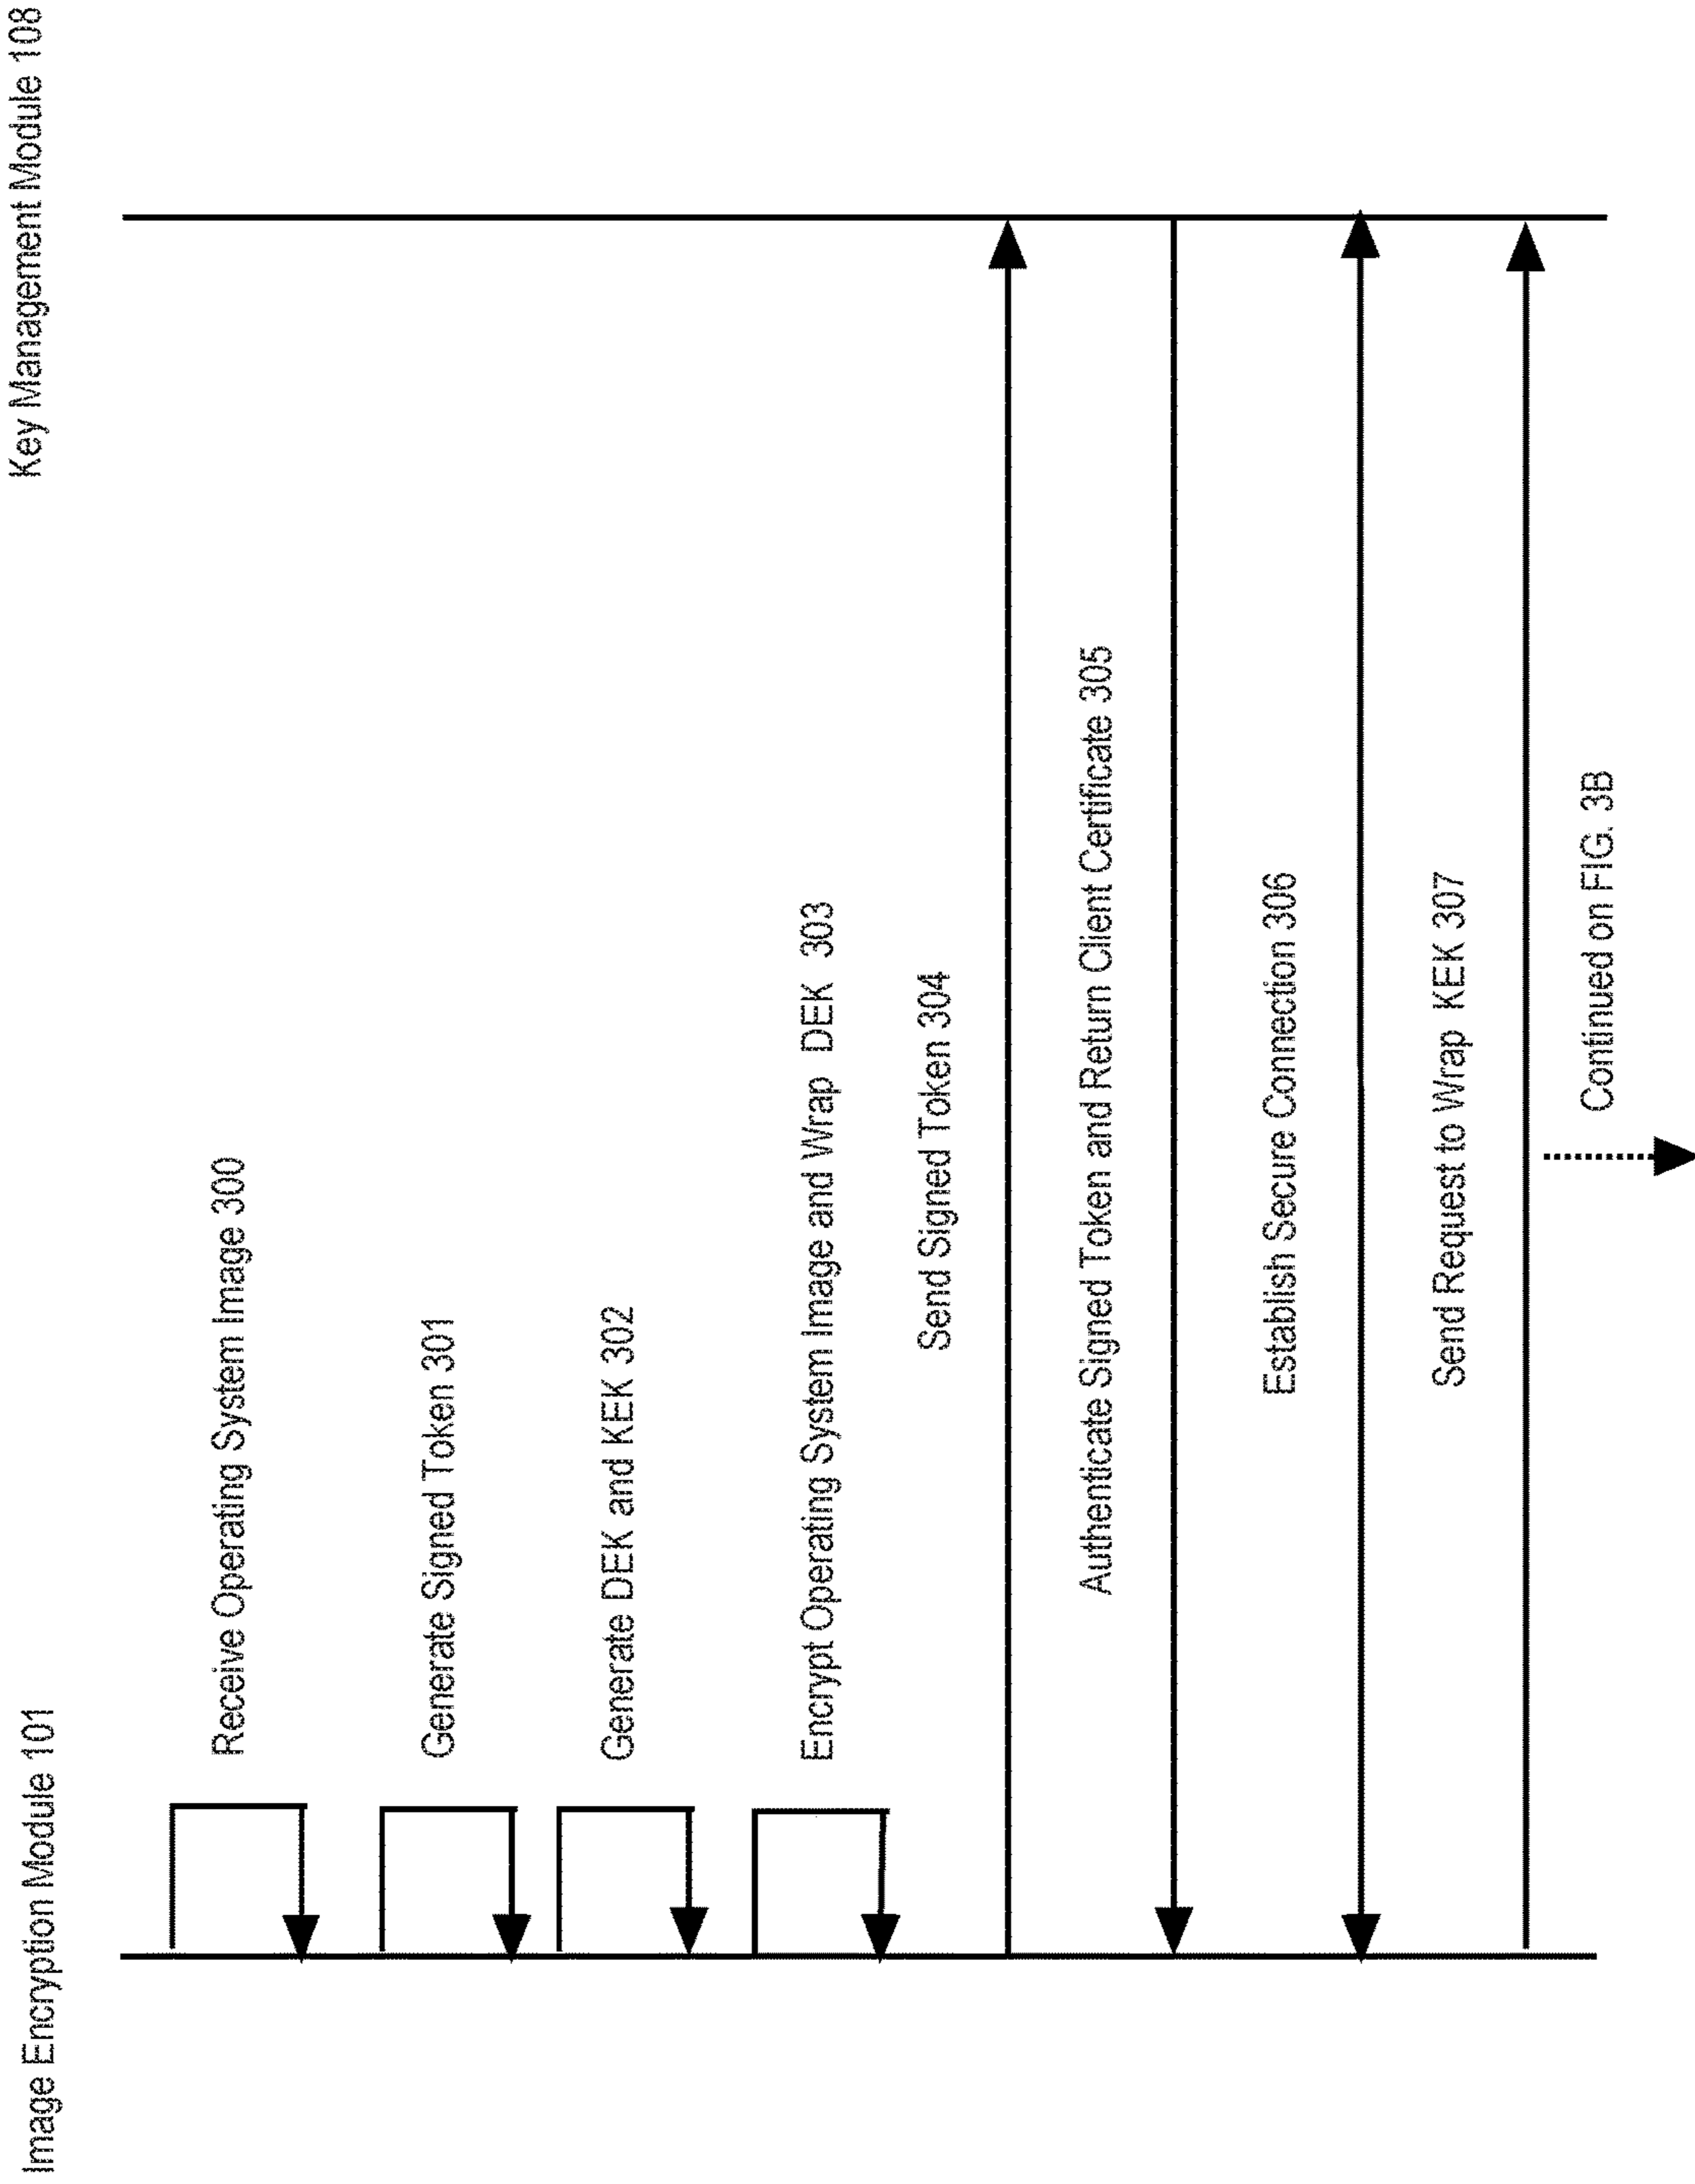 Image Encryption Module 101
Key Management Module 108
Receive Operating System Image 300
Generate Signed Token 301
Generate DEK and KEK 302
Encrypt Operating System Image and Wrap DEK 303
Send Signed Token 304
Authenticate Signed Token and Return Client Certificate 305
Establish Secure Connection 306
Send Request to Wrap KEK 307
Continued on FIG. 3B